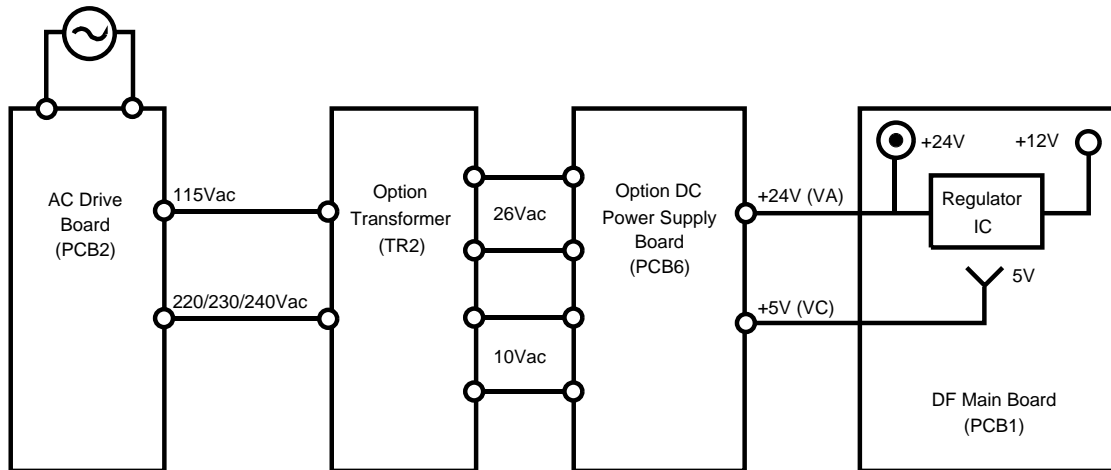 AC Drive
Board
(PCB2)
115Vac
220/230/240Vac
Option
Transformer
(TR2)
26Vac
10Vac
Option DC
Power Supply
Board
(PCB6)
+24V (VA)
+5V (VC)
+24V
+12V
Regulator
IC
5V
DF Main Board
(PCB1)